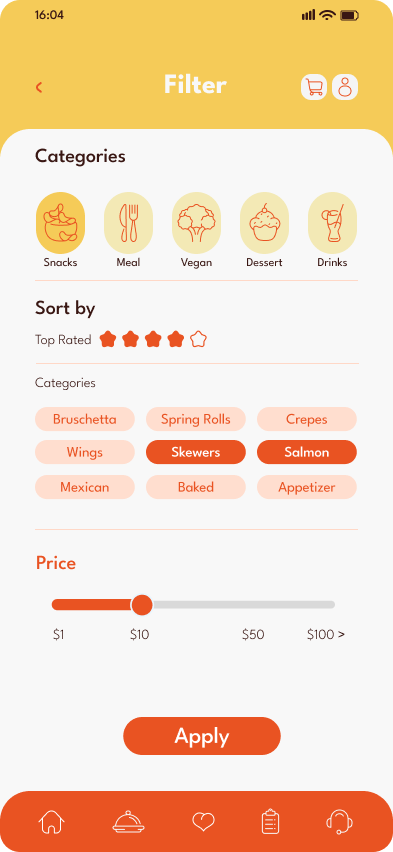 16:04
Filter
Categories
Snacks Meal Vegan Dessert Drinks
Sort by
Top Rated
Categories
Bruschetta Spring Rolls Crepes
Wings Skewers Salmon
Mexican Baked Appetizer
Price
$1 $10 $50 $100 >
Apply